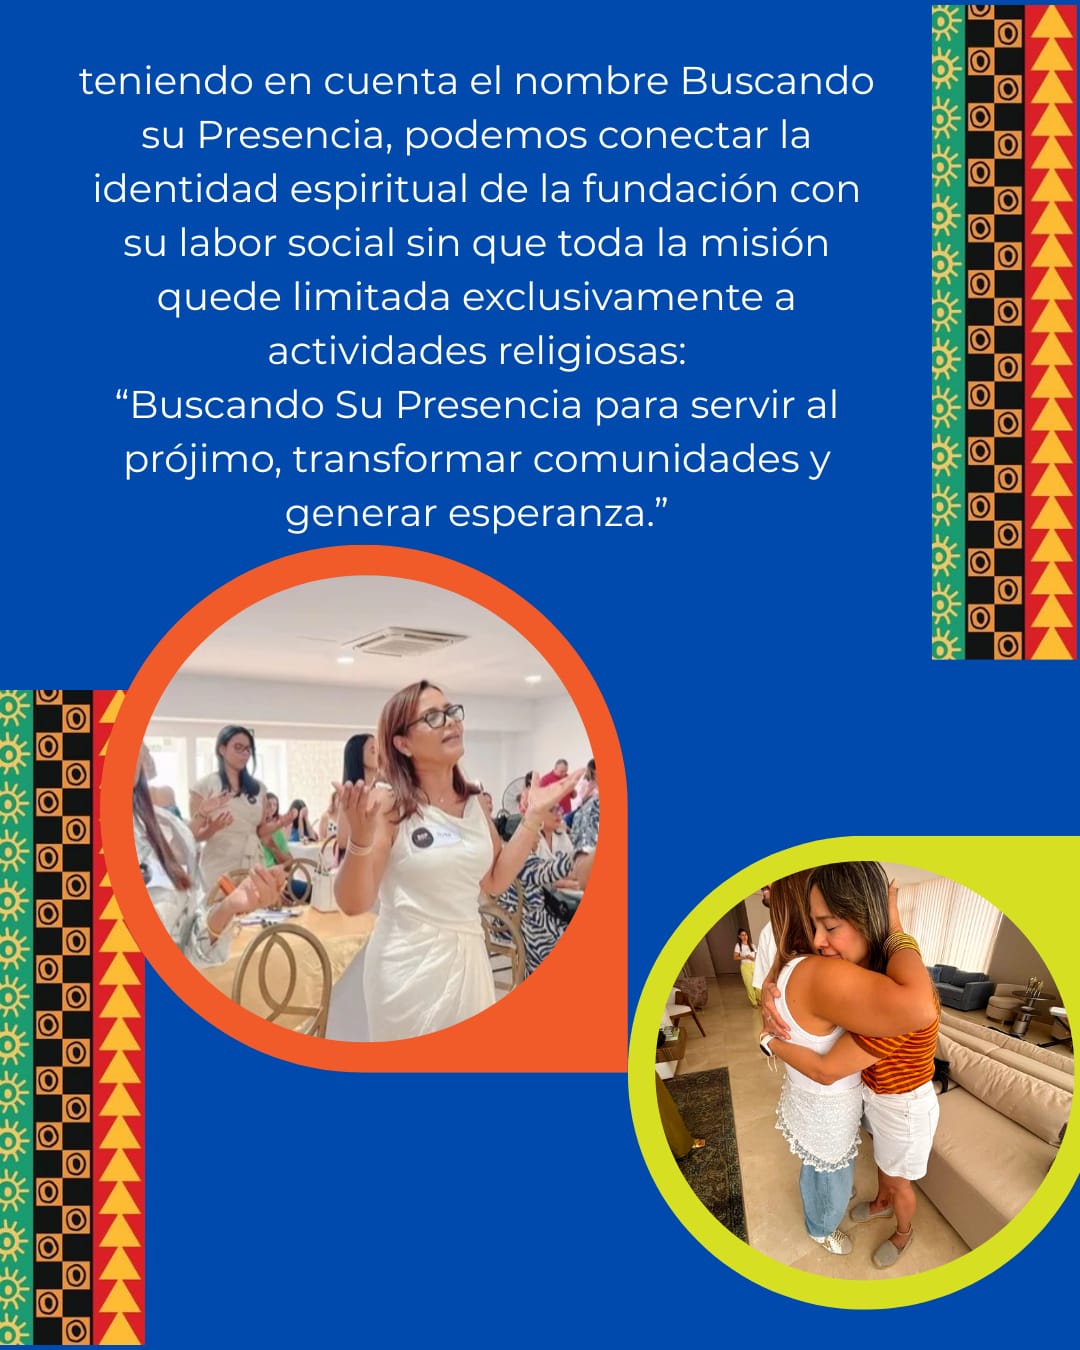 teniendo en cuenta el nombre Buscando
su Presencia, podemos conectar la
identidad espiritual de la fundación con
su labor social sin que toda la misión
quede limitada exclusivamente a
actividades religiosas:
“Buscando Su Presencia para servir al
prójimo, transformar comunidades y
generar esperanza.”